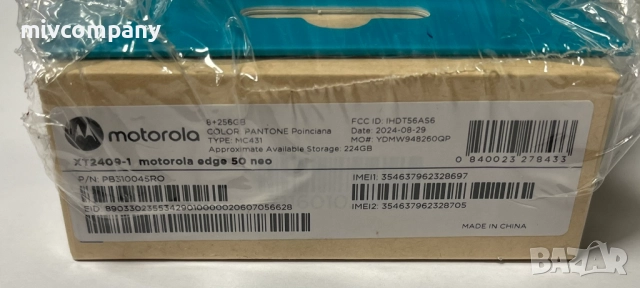 mivcompany
motorola
8+256GB
COLOR: PANTONE Poinciana
TYPE: MC431
Approximate Available Storage: 224GB
FCC ID: IHDT56AS6
Date: 2024-08-29
MO#: YDMW948260QP
0 840023 278433
XT2409-1 motorola edge 50 neo
P/N: PB310045RO
IMEI1: 354637962328697
EID: 89033023553429010000020607056628
IMEI2: 354637962328705
MADE IN CHINA
BAZAR
.bg